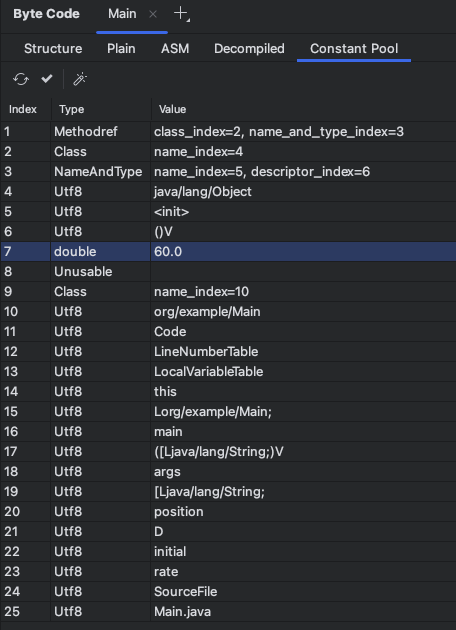 Byte Code Main × +
Structure Plain ASM Decompiled Constant Pool
Index Type Value
1 Methodref class_index=2, name_and_type_index=3
2 Class name_index=4
3 NameAndType name_index=5, descriptor_index=6
4 Utf8 java/lang/Object
5 Utf8 <init>
6 Utf8 ()V
7 double 60.0
8 Unusable
9 Class name_index=10
10 Utf8 org/example/Main
11 Utf8 Code
12 Utf8 LineNumberTable
13 Utf8 LocalVariableTable
14 Utf8 this
15 Utf8 Lorg/example/Main;
16 Utf8 main
17 Utf8 ([Ljava/lang/String;)V
18 Utf8 args
19 Utf8 [Ljava/lang/String;
20 Utf8 position
21 Utf8 D
22 Utf8 initial
23 Utf8 rate
24 Utf8 SourceFile
25 Utf8 Main.java